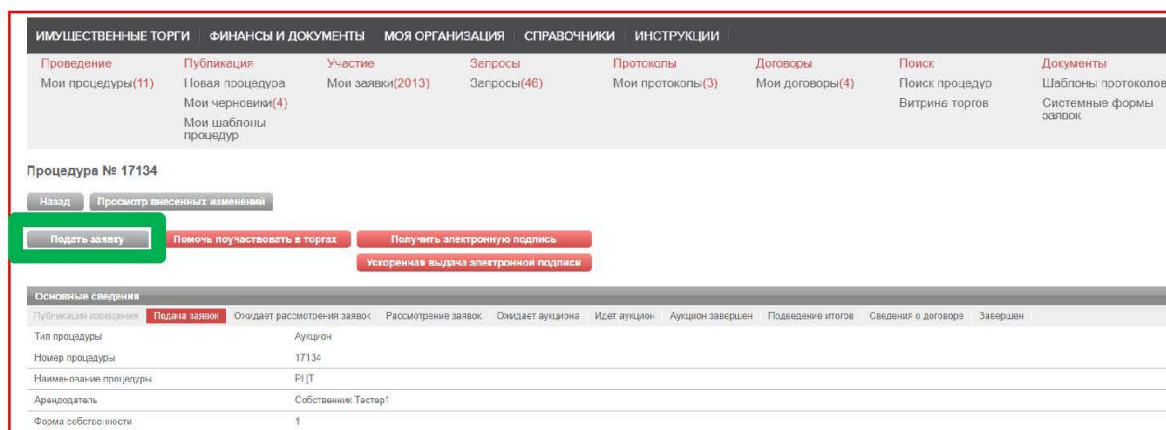 ИМУЩЕСТВЕННЫЕ ТОРГИ ФИНАНСЫ И ДОКУМЕНТЫ МОЯ ОРГАНИЗАЦИЯ СПРАВОЧНИКИ ИНСТРУКЦИИ
Проведение Публикация Участие Запросы Протоколы Договоры Поиск Документы
Мои процедуры(11) Новая процедура Мои заявки(2013) Запросы(46) Мои протоколы(3) Мои договоры(4) Поиск процедур Шаблоны протоколов
Мои черновики(4) Витрина торгов Системные формы
Мои шаблоны заявок
процедур
Процедура № 17134
Назад Просмотр внесенных изменений
Подать заявку Помочь поучаствовать в торгах Получить электронную подпись
Ускоренная выдача электронной подписи
Основные сведения
Публикация извещения Подача заявок Ожидает рассмотрения заявок Рассмотрение заявок Ожидает аукциона Идет аукцион Аукцион завершен Подведение итогов Сведения о договоре Завершен
Тип процедуры Аукцион
Номер процедуры 17134
Наименование процедуры РЦТ
Арендодатель Собственник Тестер1
Форма собственности 1